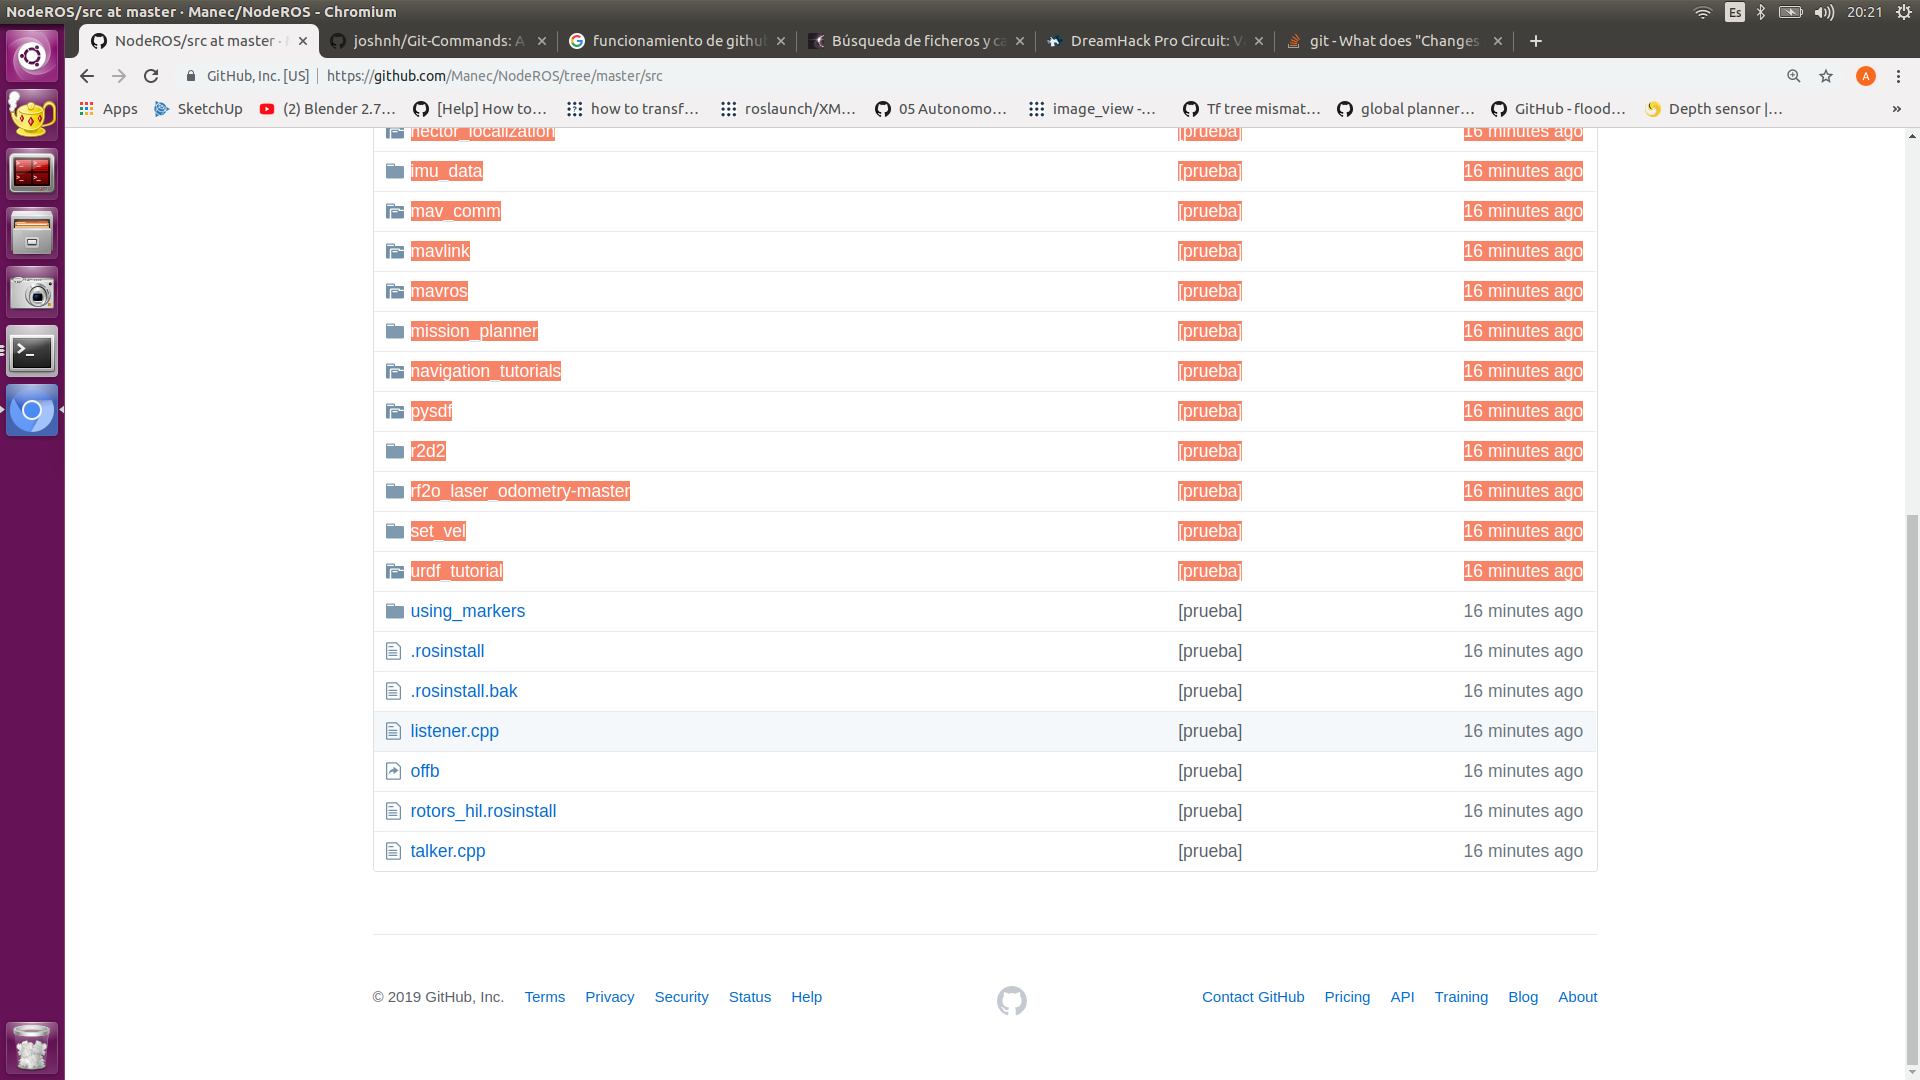 NodeROS/src at master · Manec/NodeROS - Chromium
Es
20:21
NodeROS/src at master ·
joshnh/Git-Commands: A
funcionamiento de github
Búsqueda de ficheros y ca
DreamHack Pro Circuit: Va
git - What does "Changes
GitHub, Inc. [US]
https://github.com/Manec/NodeROS/tree/master/src
A
Apps
SketchUp
(2) Blender 2.7...
[Help] How to...
how to transf...
roslaunch/XM...
05 Autonomo...
image_view -...
Tf tree mismat...
global planner...
GitHub - flood...
Depth sensor |...
»
hector_localization [prueba] 16 minutes ago
imu_data [prueba] 16 minutes ago
mav_comm [prueba] 16 minutes ago
mavlink [prueba] 16 minutes ago
mavros [prueba] 16 minutes ago
mission_planner [prueba] 16 minutes ago
navigation_tutorials [prueba] 16 minutes ago
pysdf [prueba] 16 minutes ago
r2d2 [prueba] 16 minutes ago
rf2o_laser_odometry-master [prueba] 16 minutes ago
set_vel [prueba] 16 minutes ago
urdf_tutorial [prueba] 16 minutes ago
using_markers [prueba] 16 minutes ago
.rosinstall [prueba] 16 minutes ago
.rosinstall.bak [prueba] 16 minutes ago
listener.cpp [prueba] 16 minutes ago
offb [prueba] 16 minutes ago
rotors_hil.rosinstall [prueba] 16 minutes ago
talker.cpp [prueba] 16 minutes ago
© 2019 GitHub, Inc. Terms Privacy Security Status Help Contact GitHub Pricing API Training Blog About